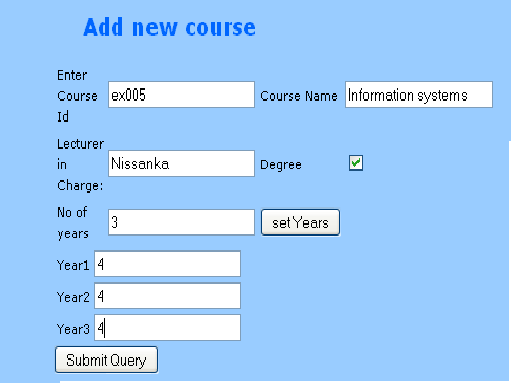 Add new course
Enter
Course ex005 Course Name Information systems
Id
Lecturer
in Nissanka Degree
Charge:
No of
years 3 set Years
Year1 4
Year2 4
Year3 4
Submit Query